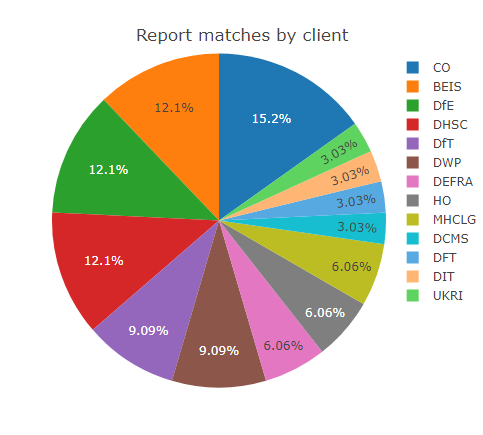 Report matches by client
15.2%
12.1%
12.1%
12.1%
9.09%
9.09%
6.06%
6.06%
6.06%
3.03%
3.03%
3.03%
3.03%
CO
BEIS
DfE
DHSC
DfT
DWP
DEFRA
HO
MHCLG
DCMS
DFT
DIT
UKRI